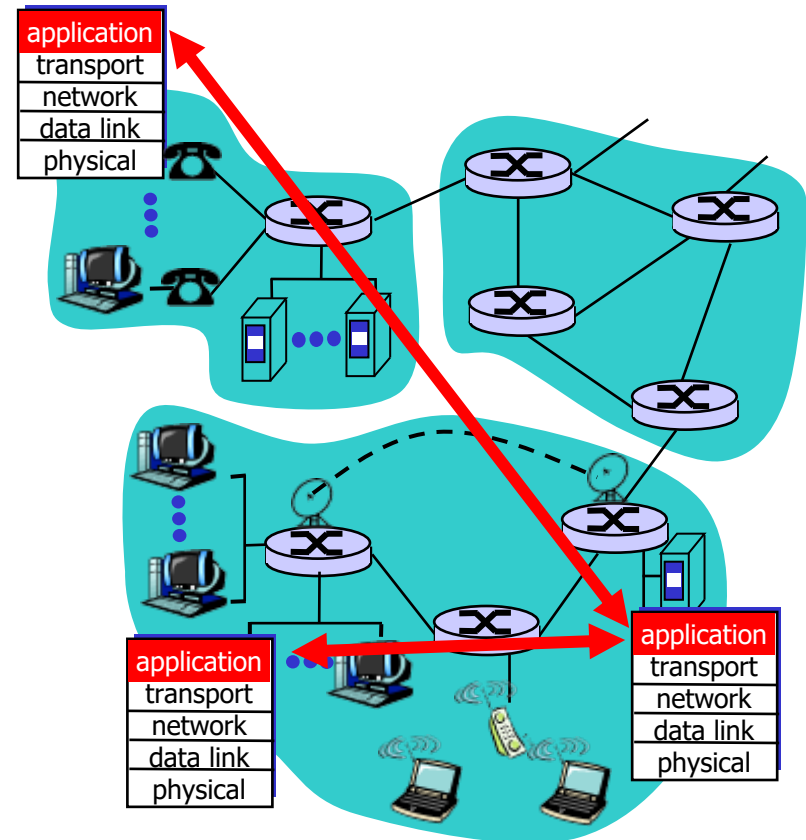 application
transport
network
data link
physical
application
transport
network
data link
physical
application
transport
network
data link
physical